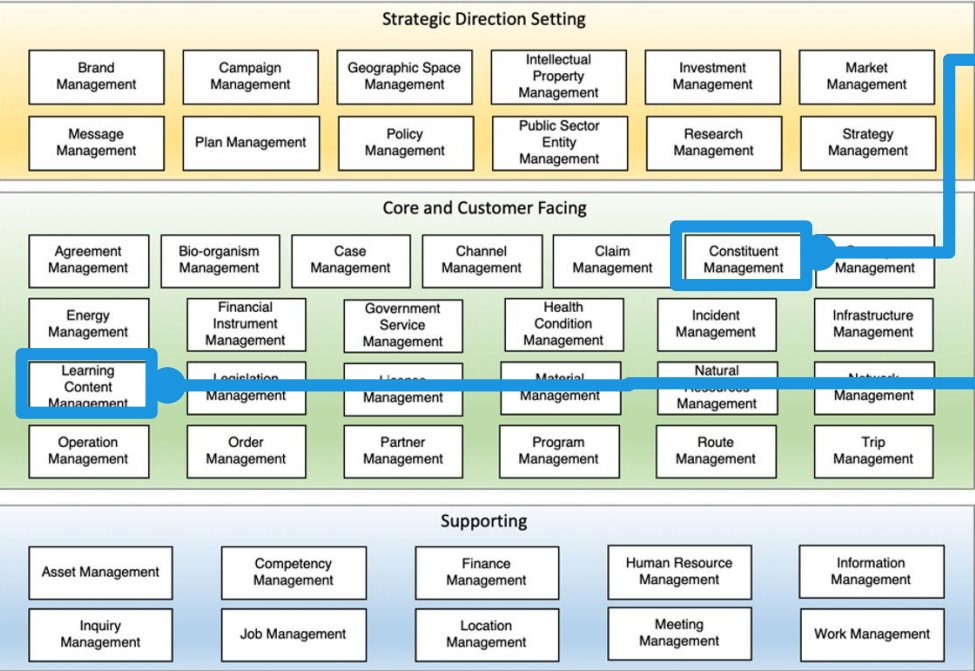 Strategic Direction Setting
Brand
Management
Campaign
Management
Geographic Space
Management
Intellectual
Property
Management
Investment
Management
Market
Management
Message
Management
Plan Management
Policy
Management
Public Sector
Entity
Management
Research
Management
Strategy
Management
Core and Customer Facing
Agreement
Management
Bio-organism
Management
Case
Management
Channel
Management
Claim
Management
Constituent
Management
Management
Energy
Management
Financial
Instrument
Management
Government
Service
Management
Health
Condition
Management
Incident
Management
Infrastructure
Management
Learning
Content
Management
Legislation
Management
Management
Material
Management
Natural
Resources
Management
Network
Management
Operation
Management
Order
Management
Partner
Management
Program
Management
Route
Management
Trip
Management
Supporting
Asset Management
Competency
Management
Finance
Management
Human Resource
Management
Information
Management
Inquiry
Management
Job Management
Location
Management
Meeting
Management
Work Management